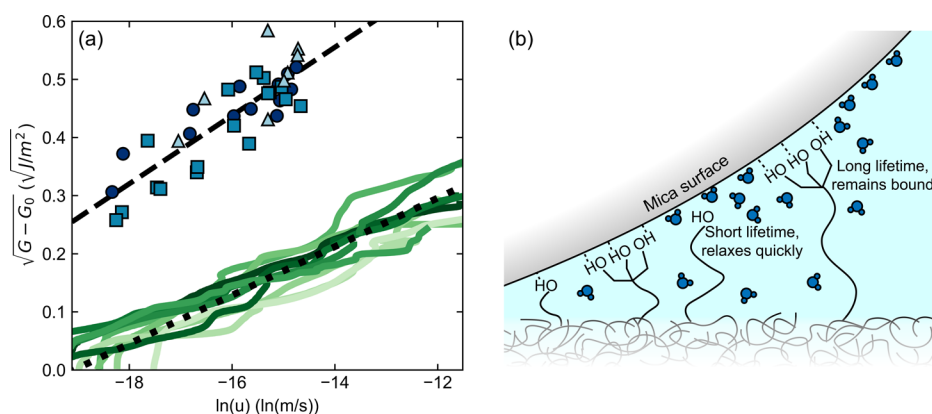 (a)
0.6
0.5
0.4
0.3
0.2
0.1
0.0
√G − G₀ (√J/m²)
−18
−16
−14
−12
ln(u) (ln(m/s))
(b)
Mica surface
HO HO OH
Long lifetime,
remains bound
HO
Short lifetime,
relaxes quickly
HO HO OH
HO